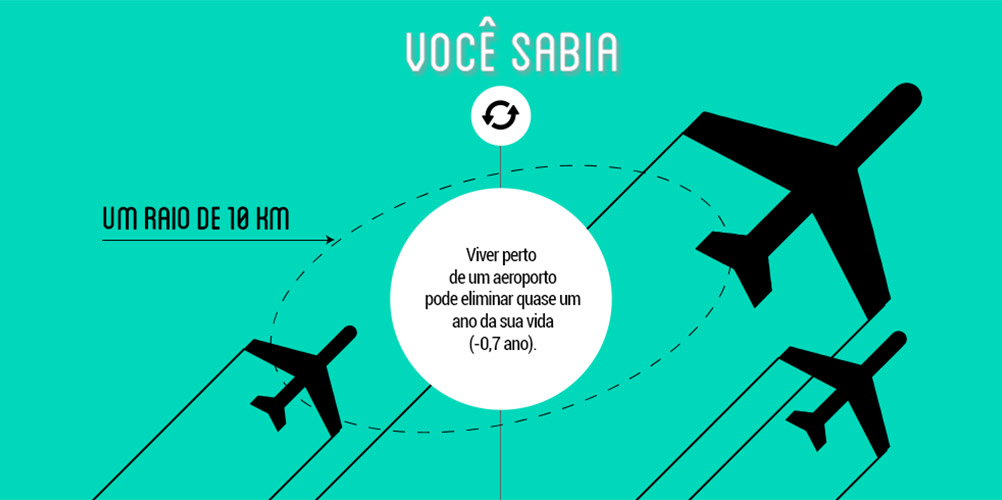 VOCÊ SABIA
UM RAIO DE 10 KM
Viver perto
de um aeroporto
pode eliminar quase um
ano da sua vida
(-0,7 ano).